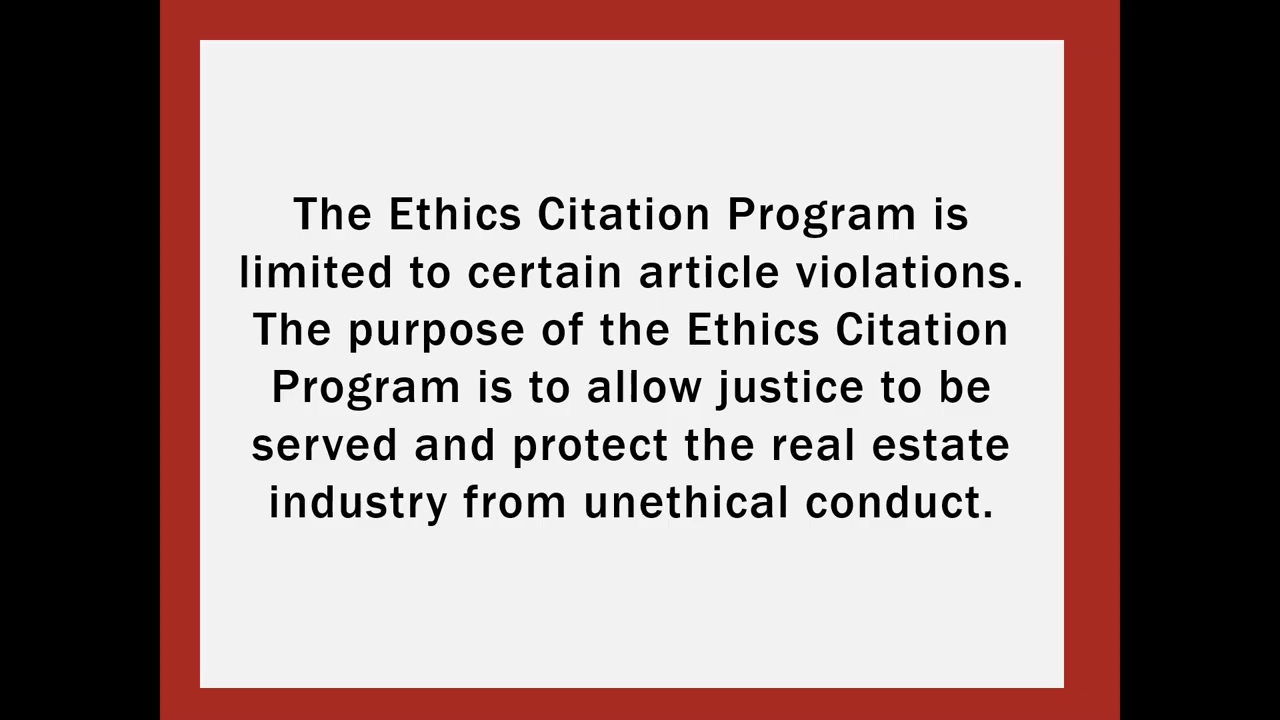 The Ethics Citation Program is
limited to certain article violations.
The purpose of the Ethics Citation
Program is to allow justice to be
served and protect the real estate
industry from unethical conduct.